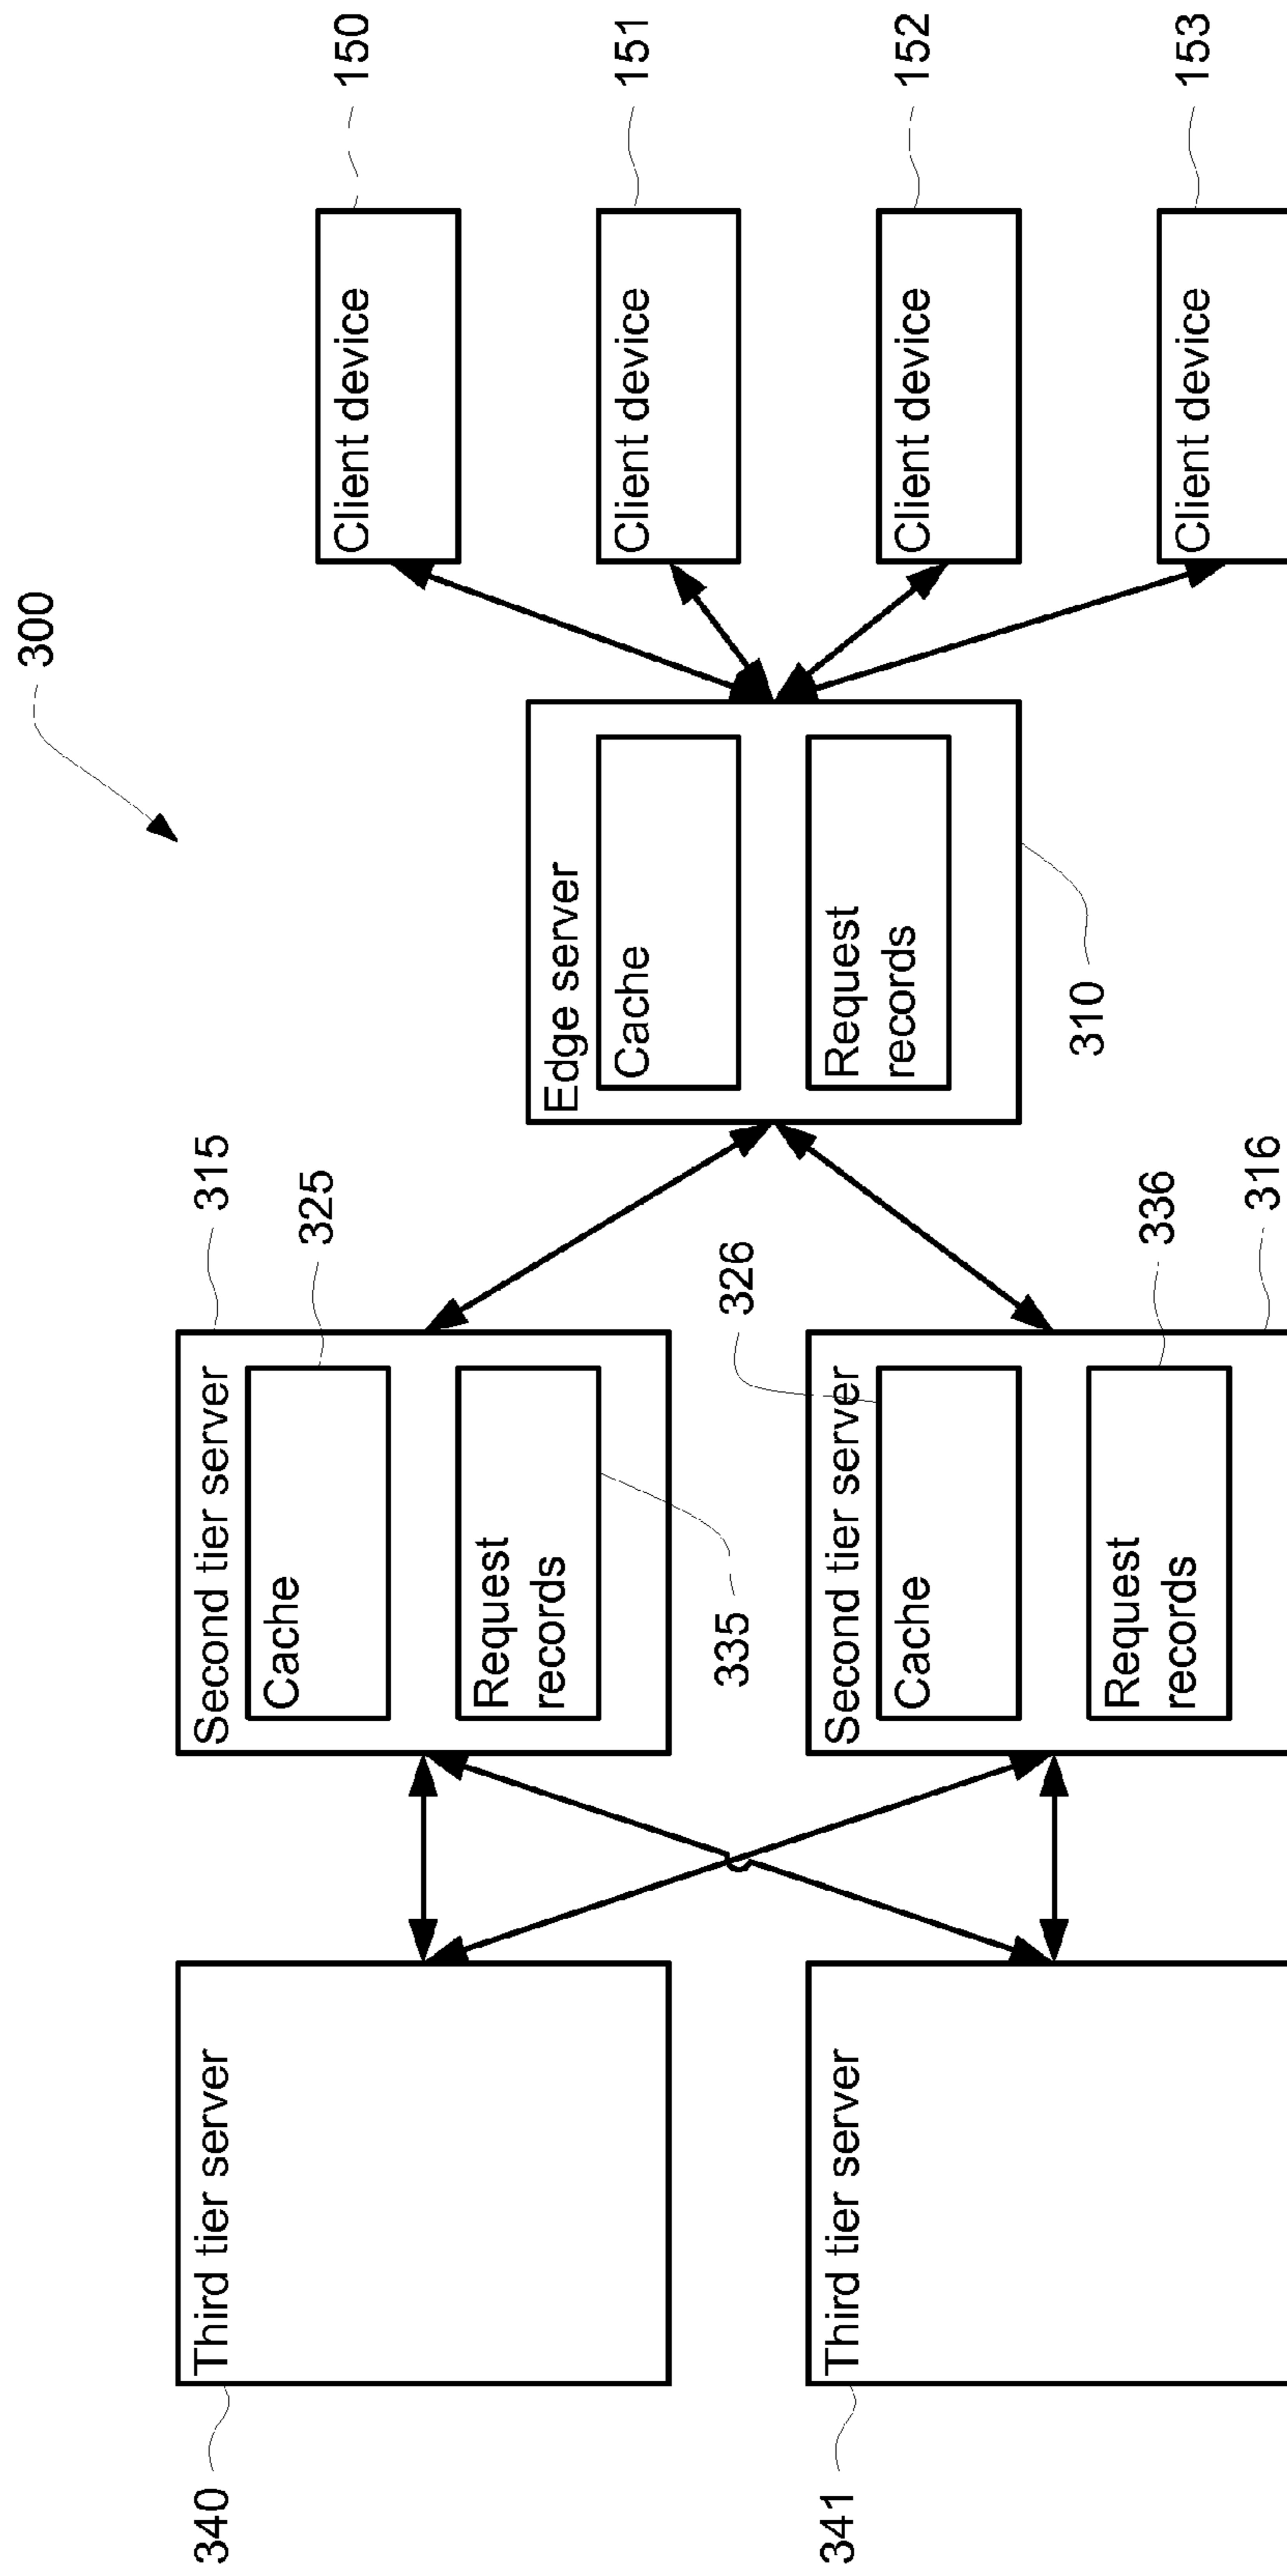 300
340
Third tier server
341
Third tier server
315
Second tier server
325
Cache
Request
records
335
326
Second tier server
Cache
336
Request
records
316
Edge server
Cache
Request
records
310
Client device
150
Client device
151
Client device
152
Client device
153